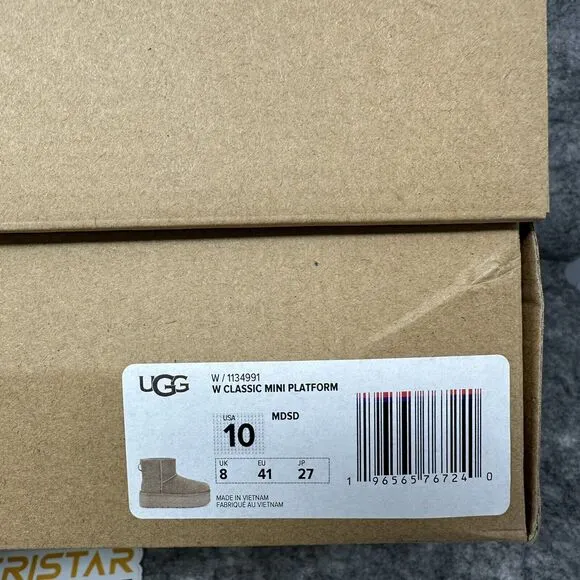 UGG
W / 1134991
W CLASSIC MINI PLATFORM
USA
10
MDSD
UK
8
EU
41
JP
27
MADE IN VIETNAM
FABRIQUÉ AU VIETNAM
1 96565 76724 0
ERISTAR